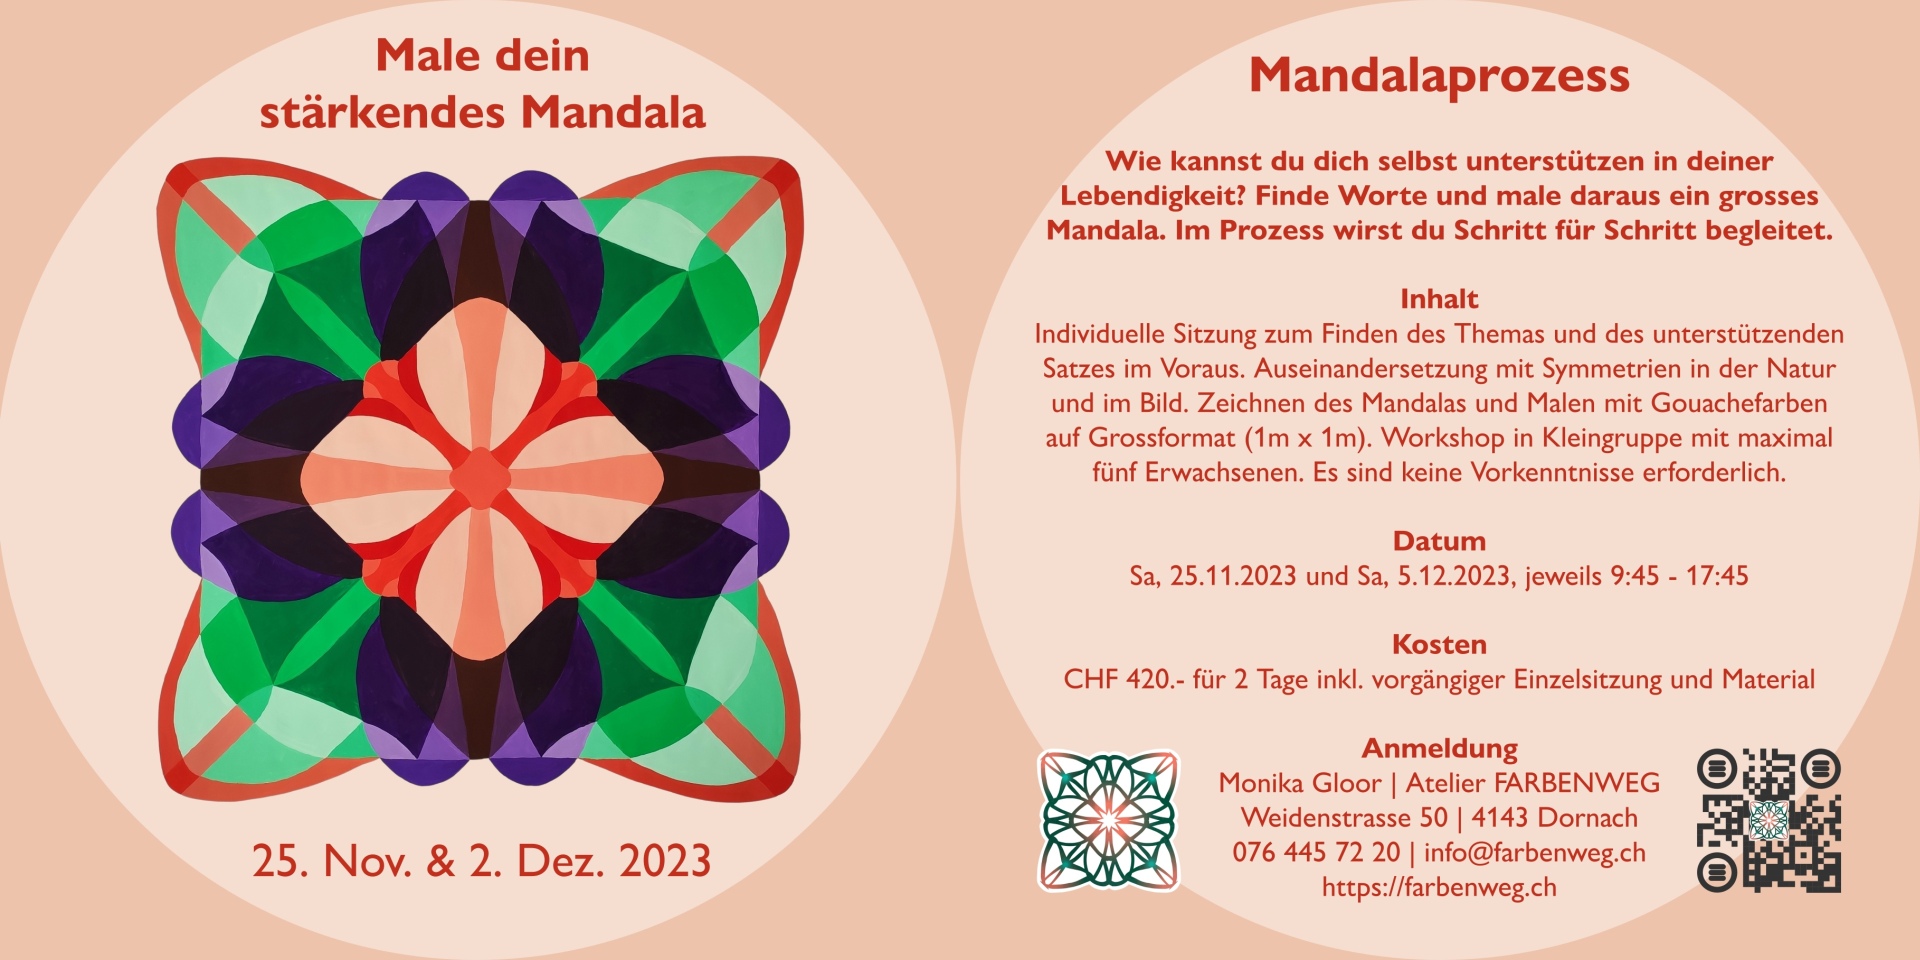 Male dein
stärkendes Mandala
25. Nov. & 2. Dez. 2023
Mandalaprozess
Wie kannst du dich selbst unterstützen in deiner
Lebendigkeit? Finde Worte und male daraus ein grosses
Mandala. Im Prozess wirst du Schritt für Schritt begleitet.
Inhalt
Individuelle Sitzung zum Finden des Themas und des unterstützenden
Satzes im Voraus. Auseinandersetzung mit Symmetrien in der Natur
und im Bild. Zeichnen des Mandalas und Malen mit Gouachefarben
auf Grossformat (1m x 1m). Workshop in Kleingruppe mit maximal
fünf Erwachsenen. Es sind keine Vorkenntnisse erforderlich.
Datum
Sa, 25.11.2023 und Sa, 5.12.2023, jeweils 9:45 - 17:45
Kosten
CHF 420.- für 2 Tage inkl. vorgängiger Einzelsitzung und Material
Anmeldung
Monika Gloor | Atelier FARBENWEG
Weidenstrasse 50 | 4143 Dornach
076 445 72 20 | info@farbenweg.ch
https://farbenweg.ch